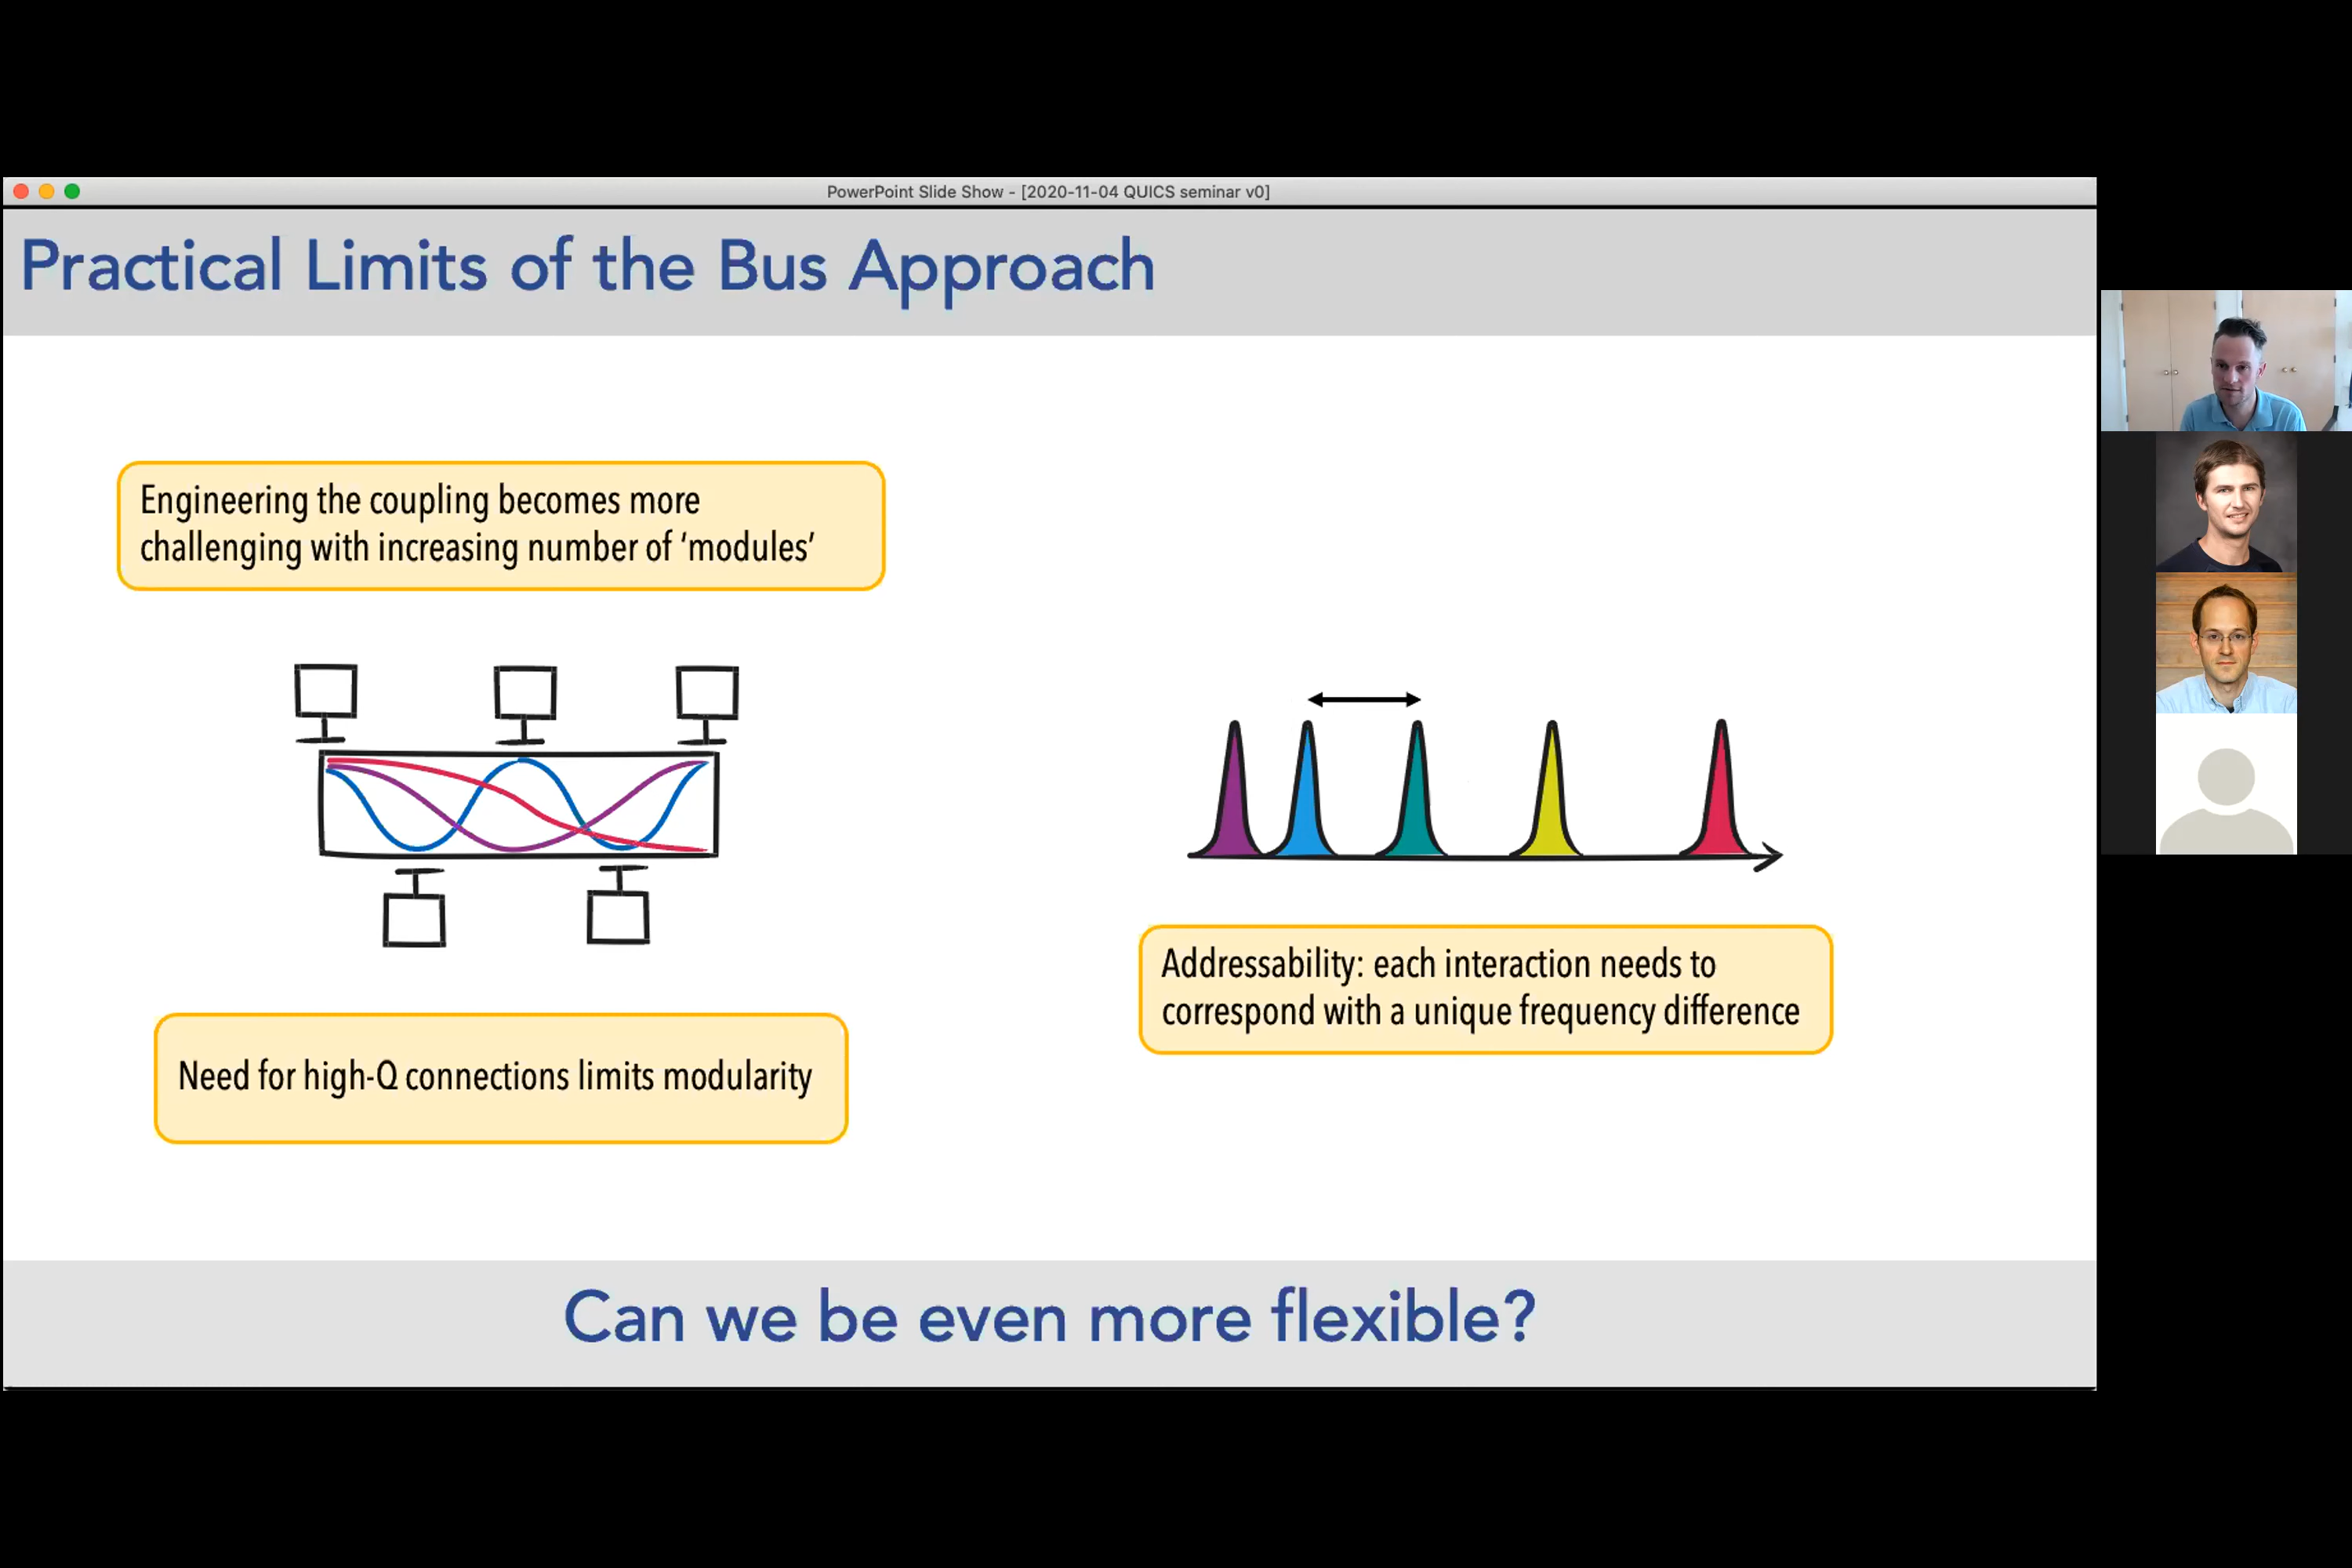 PowerPoint Slide Show - [2020-11-04 QUICS seminar v0]
Practical Limits of the Bus Approach
Engineering the coupling becomes more
challenging with increasing number of ‘modules’
Need for high-Q connections limits modularity
Addressability: each interaction needs to
correspond with a unique frequency difference
Can we be even more flexible?